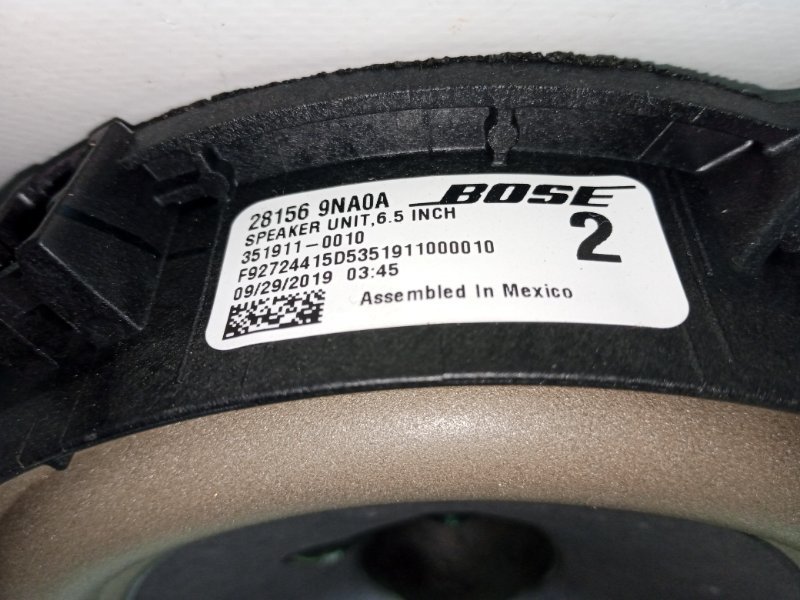 28156 9NA0A BOSE
SPEAKER UNIT,6.5 INCH
351911-0010 2
F92724415D5351911000010
09/29/2019 03:45
Assembled In Mexico